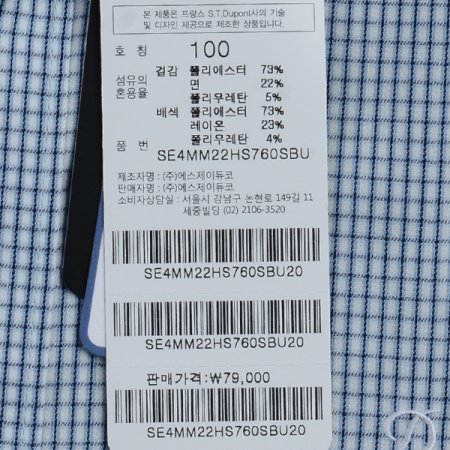 본 제품은 프랑스 S.T.Dupont사의 기술
및 디자인 제공으로 제조한 상품입니다.
호 칭 100
섬유의 혼용율 겉감 폴리에스터 73%
면 22%
폴리우레탄 5%
배색 폴리에스터 73%
레이온 23%
폴리우레탄 4%
품 번 SE4MM22HS760SBU
제조자명 : (주)에스제이듀코
판매자명 : (주)에스제이듀코
소비자상담실 : 서울시 강남구 논현로 149길 11
세중빌딩 (02) 2106-3520
SE4MM22HS760SBU20
SE4MM22HS760SBU20
판매가격:₩79,000
SE4MM22HS760SBU20